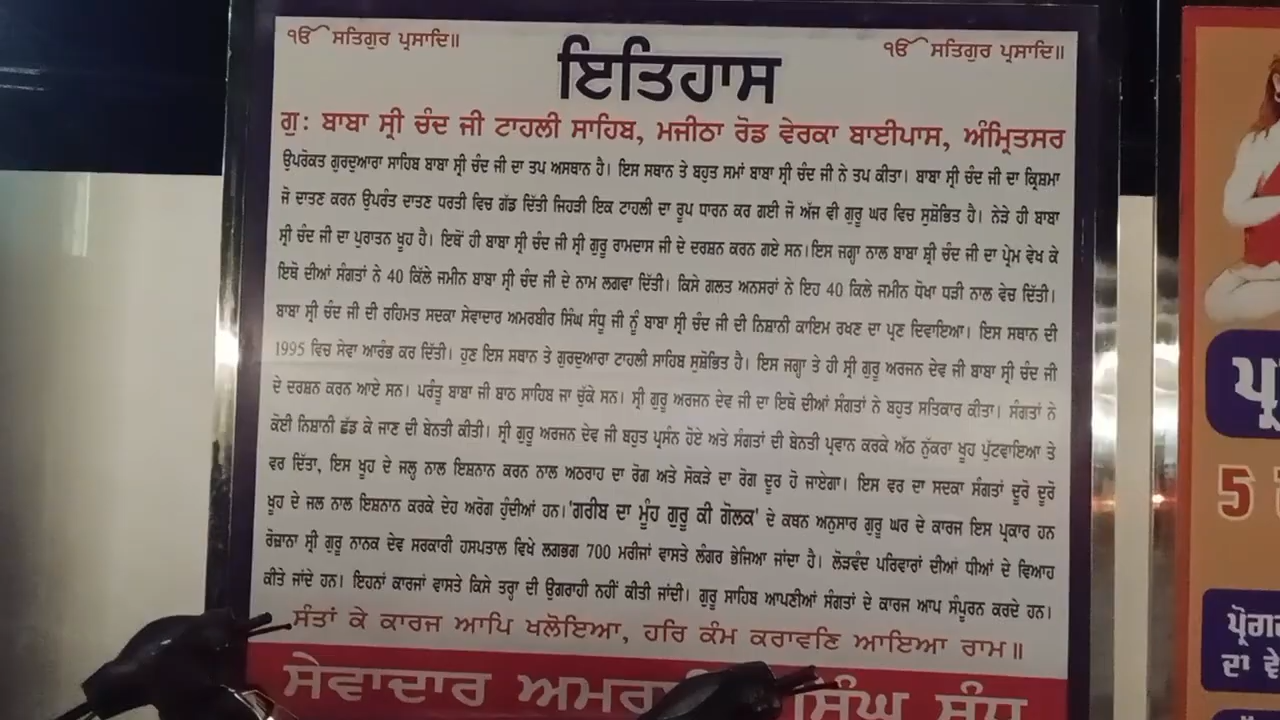 ੴ ਸਤਿਗੁਰ ਪ੍ਰਸਾਦਿ॥
ੴ ਸਤਿਗੁਰ ਪ੍ਰਸਾਦਿ॥
ਇਤਿਹਾਸ
ਗੁ: ਬਾਬਾ ਸ੍ਰੀ ਚੰਦ ਜੀ ਟਾਹਲੀ ਸਾਹਿਬ, ਮਜੀਠਾ ਰੋਡ ਵੇਰਕਾ ਬਾਈਪਾਸ, ਅੰਮ੍ਰਿਤਸਰ
ਉਪਰੋਕਤ ਗੁਰਦੁਆਰਾ ਸਾਹਿਬ ਬਾਬਾ ਸ੍ਰੀ ਚੰਦ ਜੀ ਦਾ ਤਪ ਅਸਥਾਨ ਹੈ। ਇਸ ਸਥਾਨ ਤੇ ਬਹੁਤ ਸਮਾਂ ਬਾਬਾ ਸ੍ਰੀ ਚੰਦ ਜੀ ਨੇ ਤਪ ਕੀਤਾ। ਬਾਬਾ ਸ੍ਰੀ ਚੰਦ ਜੀ ਦਾ ਕ੍ਰਿਸ਼ਮਾ
ਜੋ ਦਾਤਣ ਕਰਨ ਉਪਰੰਤ ਦਾਤਣ ਧਰਤੀ ਵਿਚ ਗੱਡ ਦਿੱਤੀ ਜਿਹੜੀ ਇਕ ਟਾਹਲੀ ਦਾ ਰੂਪ ਧਾਰਨ ਕਰ ਗਈ ਜੋ ਅੱਜ ਵੀ ਗੁਰੂ ਘਰ ਵਿਚ ਸੁਸ਼ੋਭਿਤ ਹੈ। ਨੇੜੇ ਹੀ ਬਾਬਾ
ਸ੍ਰੀ ਚੰਦ ਜੀ ਦਾ ਪੁਰਾਤਨ ਖੂਹ ਹੈ। ਇਥੋਂ ਹੀ ਬਾਬਾ ਸ੍ਰੀ ਚੰਦ ਜੀ ਸ੍ਰੀ ਗੁਰੂ ਰਾਮਦਾਸ ਜੀ ਦੇ ਦਰਸ਼ਨ ਕਰਨ ਗਏ ਸਨ।ਇਸ ਜਗ੍ਹਾ ਨਾਲ ਬਾਬਾ ਸ੍ਰੀ ਚੰਦ ਜੀ ਦਾ ਪ੍ਰੇਮ ਵੇਖ ਕੇ
ਇਥੋ ਦੀਆਂ ਸੰਗਤਾਂ ਨੇ 40 ਕਿੱਲੇ ਜਮੀਨ ਬਾਬਾ ਸ੍ਰੀ ਚੰਦ ਜੀ ਦੇ ਨਾਮ ਲਗਵਾ ਦਿੱਤੀ। ਕਿਸੇ ਗਲਤ ਅਨਸਰਾਂ ਨੇ ਇਹ 40 ਕਿਲੇ ਜਮੀਨ ਧੋਖਾ ਧੜੀ ਨਾਲ ਵੇਚ ਦਿੱਤੀ।
ਬਾਬਾ ਸ੍ਰੀ ਚੰਦ ਜੀ ਦੀ ਰਹਿਮਤ ਸਦਕਾ ਸੇਵਾਦਾਰ ਅਮਰਬੀਰ ਸਿੰਘ ਸੰਧੂ ਜੀ ਨੂੰ ਬਾਬਾ ਸ੍ਰੀ ਚੰਦ ਜੀ ਦੀ ਨਿਸ਼ਾਨੀ ਕਾਇਮ ਰਖਣ ਦਾ ਪ੍ਰਣ ਦਿਵਾਇਆ। ਇਸ ਸਥਾਨ ਦੀ
1995 ਵਿਚ ਸੇਵਾ ਆਰੰਭ ਕਰ ਦਿੱਤੀ। ਹੁਣ ਇਸ ਸਥਾਨ ਤੇ ਗੁਰਦੁਆਰਾ ਟਾਹਲੀ ਸਾਹਿਬ ਸੁਸ਼ੋਭਿਤ ਹੈ। ਇਸ ਜਗ੍ਹਾ ਤੇ ਹੀ ਸ੍ਰੀ ਗੁਰੂ ਅਰਜਨ ਦੇਵ ਜੀ ਬਾਬਾ ਸ੍ਰੀ ਚੰਦ ਜੀ
ਦੇ ਦਰਸ਼ਨ ਕਰਨ ਆਏ ਸਨ। ਪਰੰਤੂ ਬਾਬਾ ਜੀ ਬਾਠ ਸਾਹਿਬ ਜਾ ਚੁੱਕੇ ਸਨ। ਸ੍ਰੀ ਗੁਰੂ ਅਰਜਨ ਦੇਵ ਜੀ ਦਾ ਇਥੋ ਦੀਆਂ ਸੰਗਤਾਂ ਨੇ ਬਹੁਤ ਸਤਿਕਾਰ ਕੀਤਾ। ਸੰਗਤਾਂ ਨੇ
ਕੋਈ ਨਿਸ਼ਾਨੀ ਛੱਡ ਕੇ ਜਾਣ ਦੀ ਬੇਨਤੀ ਕੀਤੀ। ਸ੍ਰੀ ਗੁਰੂ ਅਰਜਨ ਦੇਵ ਜੀ ਬਹੁਤ ਪ੍ਰਸੰਨ ਹੋਏ ਅਤੇ ਸੰਗਤਾਂ ਦੀ ਬੇਨਤੀ ਪ੍ਰਵਾਨ ਕਰਕੇ ਅੱਠ ਨੁੱਕਰਾ ਖੂਹ ਪੁੱਟਵਾਇਆ ਤੇ
ਵਰ ਦਿੱਤਾ, ਇਸ ਖੂਹ ਦੇ ਜਲ੍ਹ ਨਾਲ ਇਸ਼ਨਾਨ ਕਰਨ ਨਾਲ ਅਠਰਾਹ ਦਾ ਰੋਗ ਅਤੇ ਸੋਕੜੇ ਦਾ ਰੋਗ ਦੂਰ ਹੋ ਜਾਏਗਾ। ਇਸ ਵਰ ਦਾ ਸਦਕਾ ਸੰਗਤਾਂ ਦੂਰੋ ਦੂਰੋ
ਖੂਹ ਦੇ ਜਲ ਨਾਲ ਇਸ਼ਨਾਨ ਕਰਕੇ ਦੇਹ ਅਰੋਗ ਹੁੰਦੀਆਂ ਹਨ।'ਗਰੀਬ ਦਾ ਮੂੰਹ ਗੁਰੂ ਕੀ ਗੋਲਕ' ਦੇ ਕਥਨ ਅਨੁਸਾਰ ਗੁਰੂ ਘਰ ਦੇ ਕਾਰਜ ਇਸ ਪ੍ਰਕਾਰ ਹਨ
ਰੋਜ਼ਾਨਾ ਸ੍ਰੀ ਗੁਰੂ ਨਾਨਕ ਦੇਵ ਸਰਕਾਰੀ ਹਸਪਤਾਲ ਵਿਖੇ ਲਗਭਗ 700 ਮਰੀਜਾਂ ਵਾਸਤੇ ਲੰਗਰ ਭੇਜਿਆ ਜਾਂਦਾ ਹੈ। ਲੋੜਵੰਦ ਪਰਿਵਾਰਾਂ ਦੀਆਂ ਧੀਆਂ ਦੇ ਵਿਆਹ
ਕੀਤੇ ਜਾਂਦੇ ਹਨ। ਇਹਨਾਂ ਕਾਰਜਾਂ ਵਾਸਤੇ ਕਿਸੇ ਤਰ੍ਹਾ ਦੀ ਉਗਰਾਹੀ ਨਹੀਂ ਕੀਤੀ ਜਾਂਦੀ। ਗੁਰੂ ਸਾਹਿਬ ਆਪਣੀਆਂ ਸੰਗਤਾਂ ਦੇ ਕਾਰਜ ਆਪ ਸੰਪੂਰਨ ਕਰਦੇ ਹਨ।
ਸੰਤਾਂ ਕੇ ਕਾਰਜ ਆਪਿ ਖਲੋਇਆ, ਹਰਿ ਕੰਮ ਕਰਾਵਣਿ ਆਇਆ ਰਾਮ॥
ਸੇਵਾਦਾਰ ਸਿੰਘ ਸੰਧੂ
5
ਦਾ